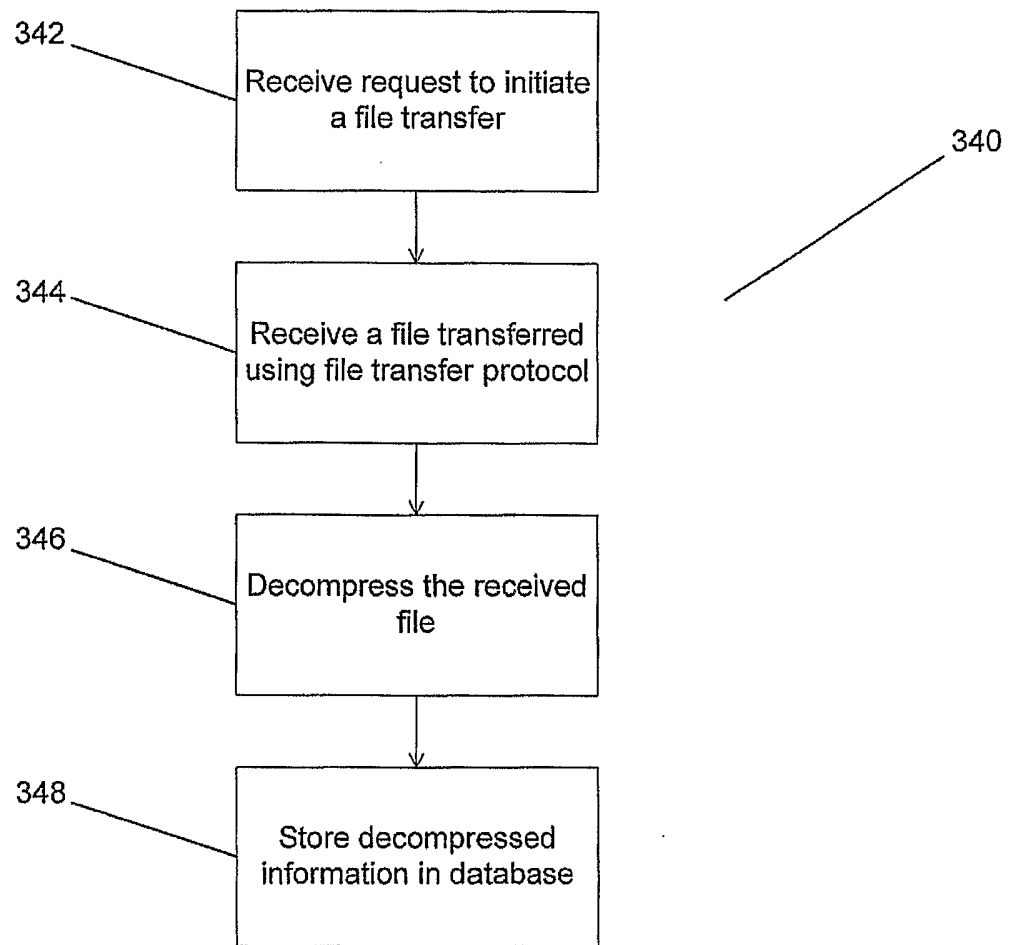 342
Receive request to initiate
a file transfer
340
344
Receive a file transferred
using file transfer protocol
346
Decompress the received
file
348
Store decompressed
information in database